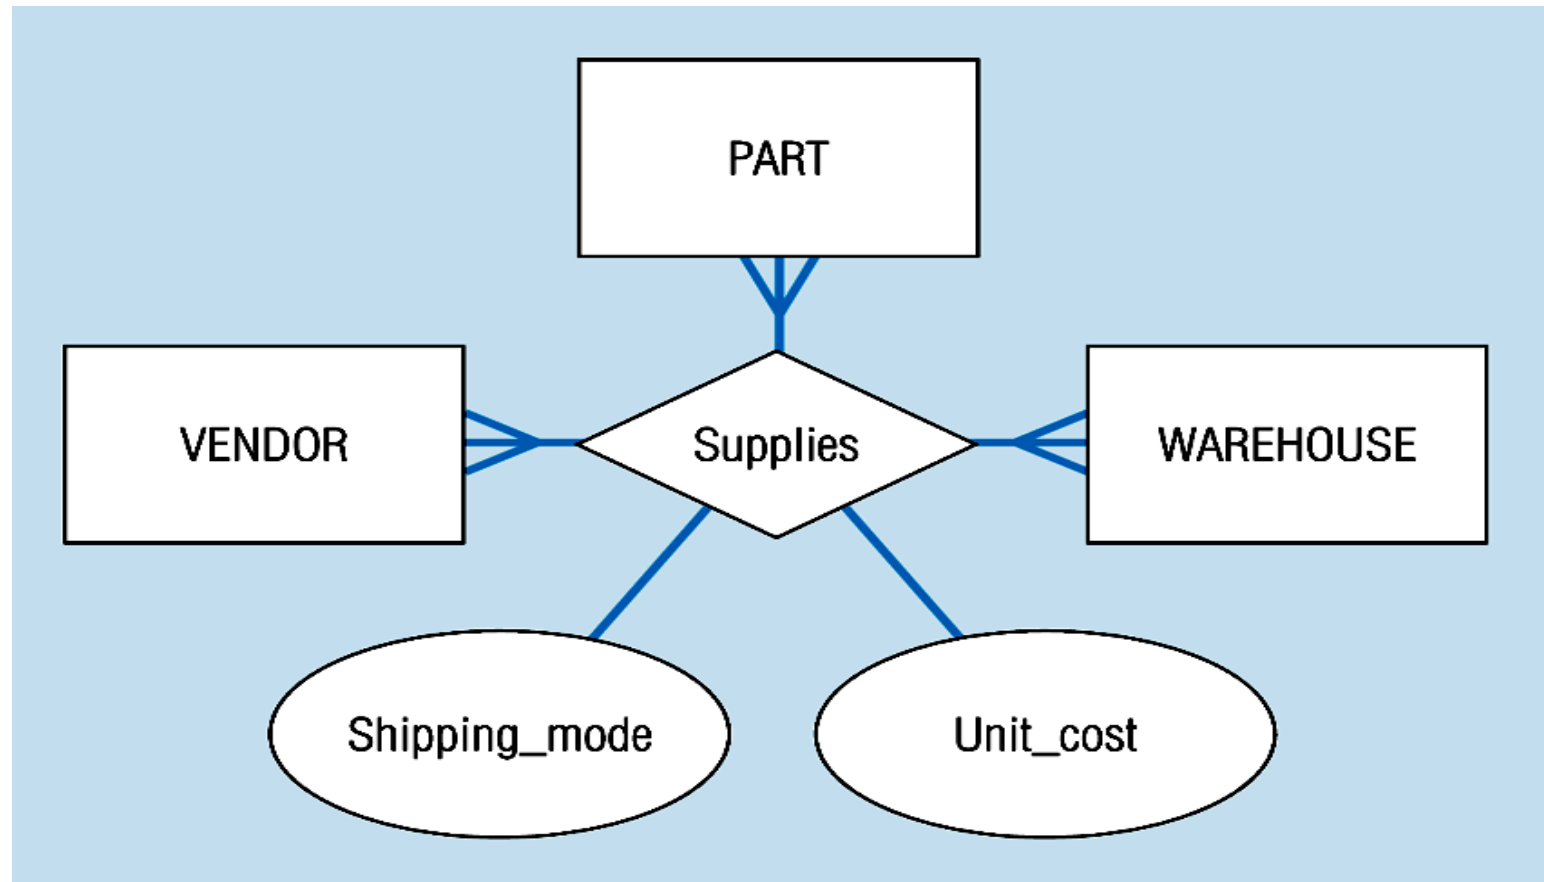 PART
VENDOR
Supplies
WAREHOUSE
Shipping_mode
Unit_cost